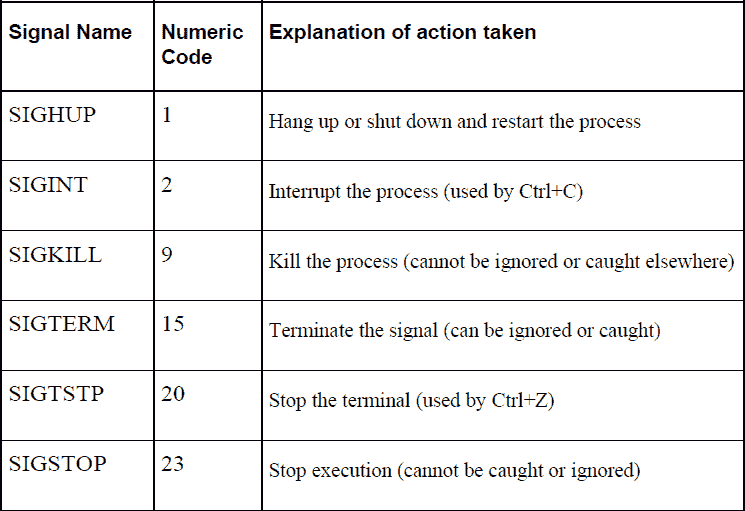 Signal Name Numeric Code Explanation of action taken
SIGHUP 1 Hang up or shut down and restart the process
SIGINT 2 Interrupt the process (used by Ctrl+C)
SIGKILL 9 Kill the process (cannot be ignored or caught elsewhere)
SIGTERM 15 Terminate the signal (can be ignored or caught)
SIGTSTP 20 Stop the terminal (used by Ctrl+Z)
SIGSTOP 23 Stop execution (cannot be caught or ignored)